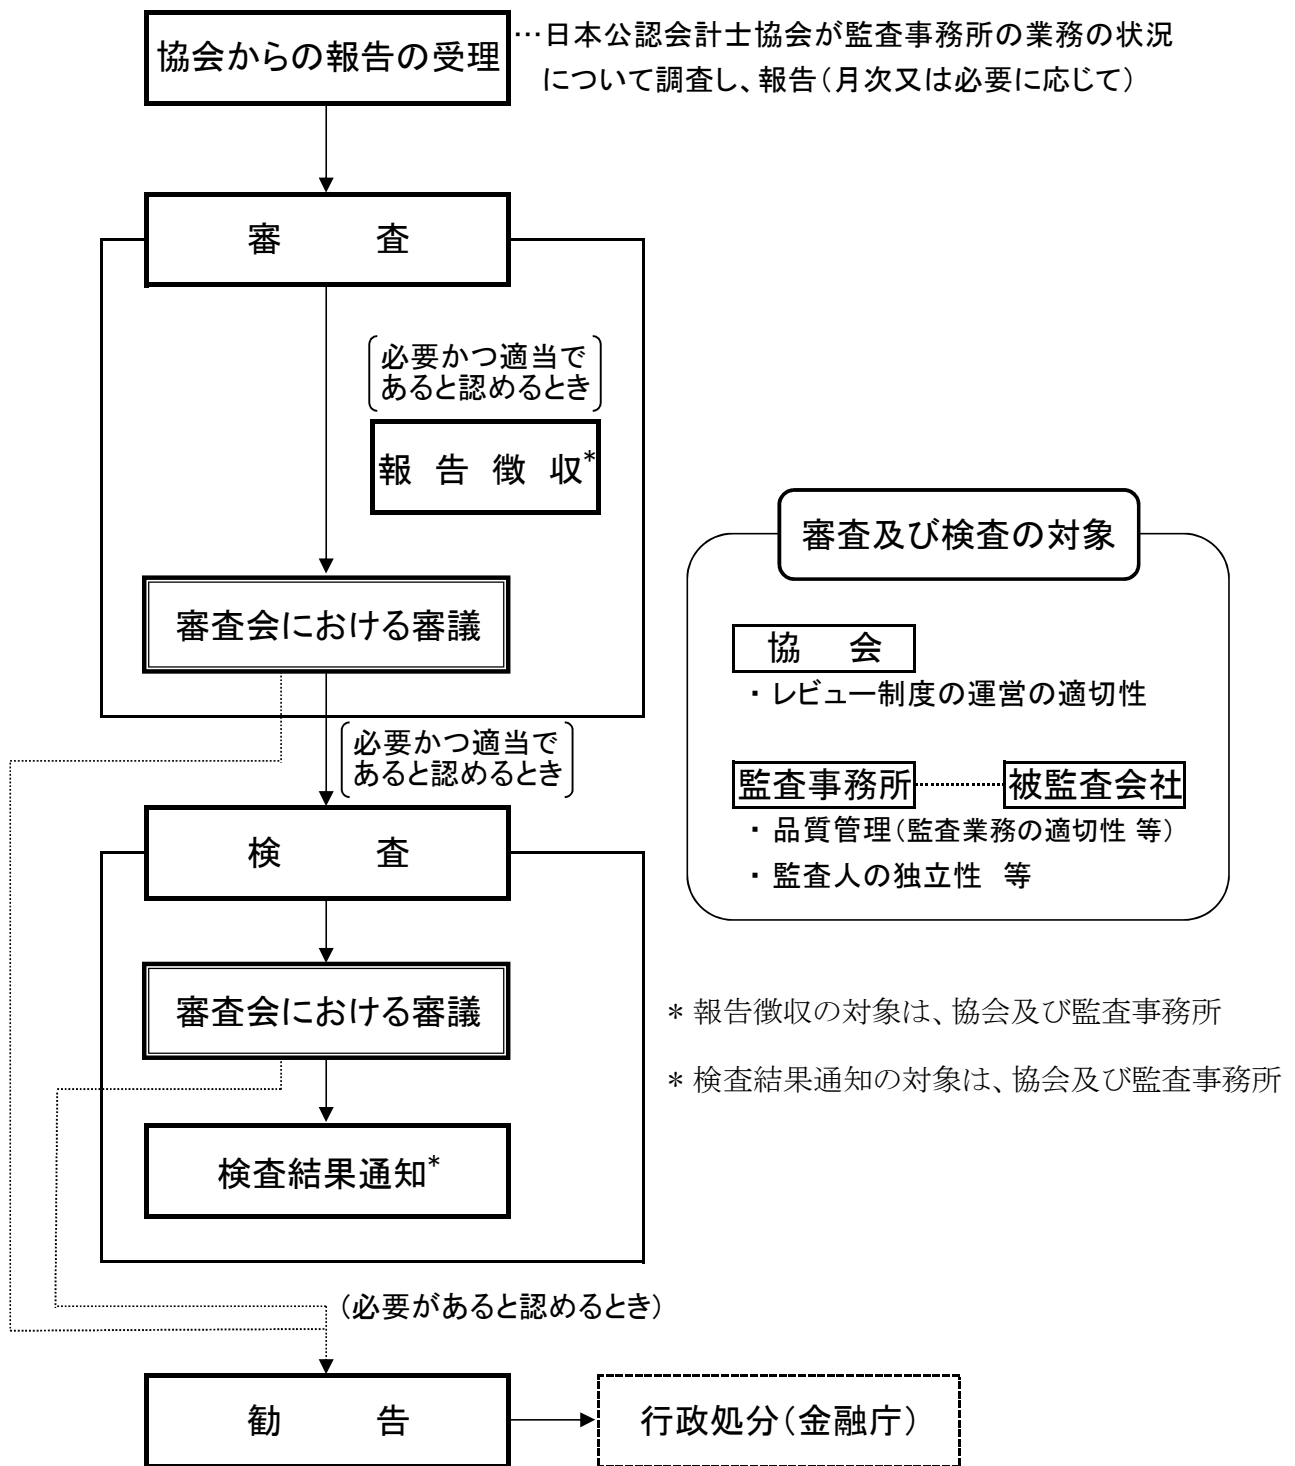 協会からの報告の受理
…日本公認会計士協会が監査事務所の業務の状況
について調査し、報告（月次又は必要に応じて）
審　　査
必要かつ適当で
あると認めるとき
報 告 徴 収*
審査会における審議
必要かつ適当で
あると認めるとき
検　　査
審査会における審議
検査結果通知*
（必要があると認めるとき）
勧　　告
行政処分（金融庁）
審査及び検査の対象
協　会
・ レビュー制度の運営の適切性
監査事務所
被監査会社
・ 品質管理（監査業務の適切性 等）
・ 監査人の独立性 等
* 報告徴収の対象は、協会及び監査事務所
* 検査結果通知の対象は、協会及び監査事務所